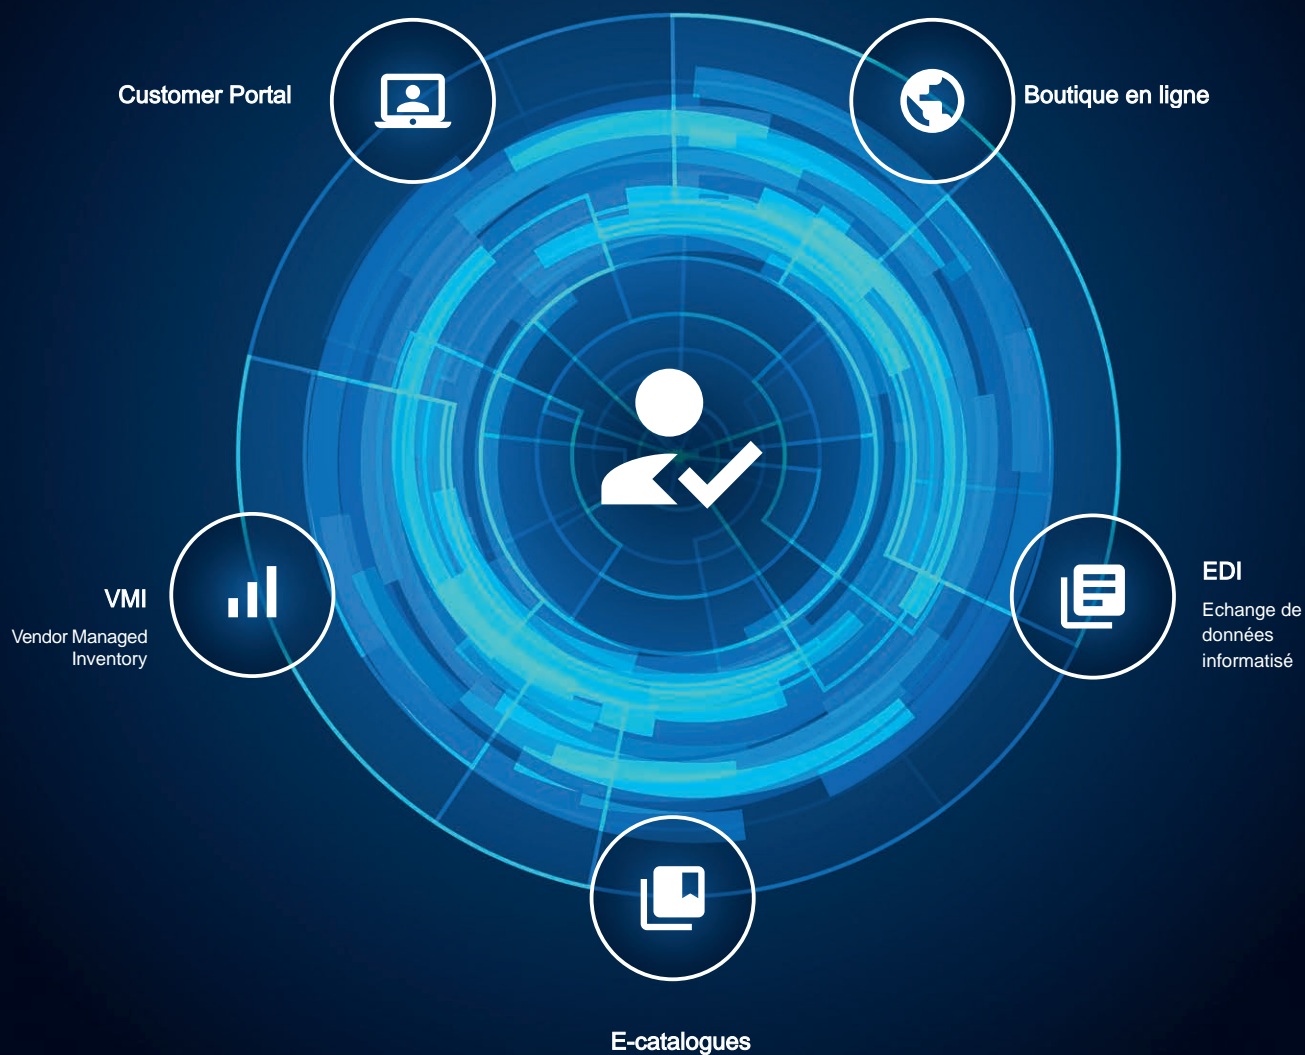 Customer Portal
Boutique en ligne
VMI
Vendor Managed
Inventory
EDI
Echange de
données
informatisé
E-catalogues